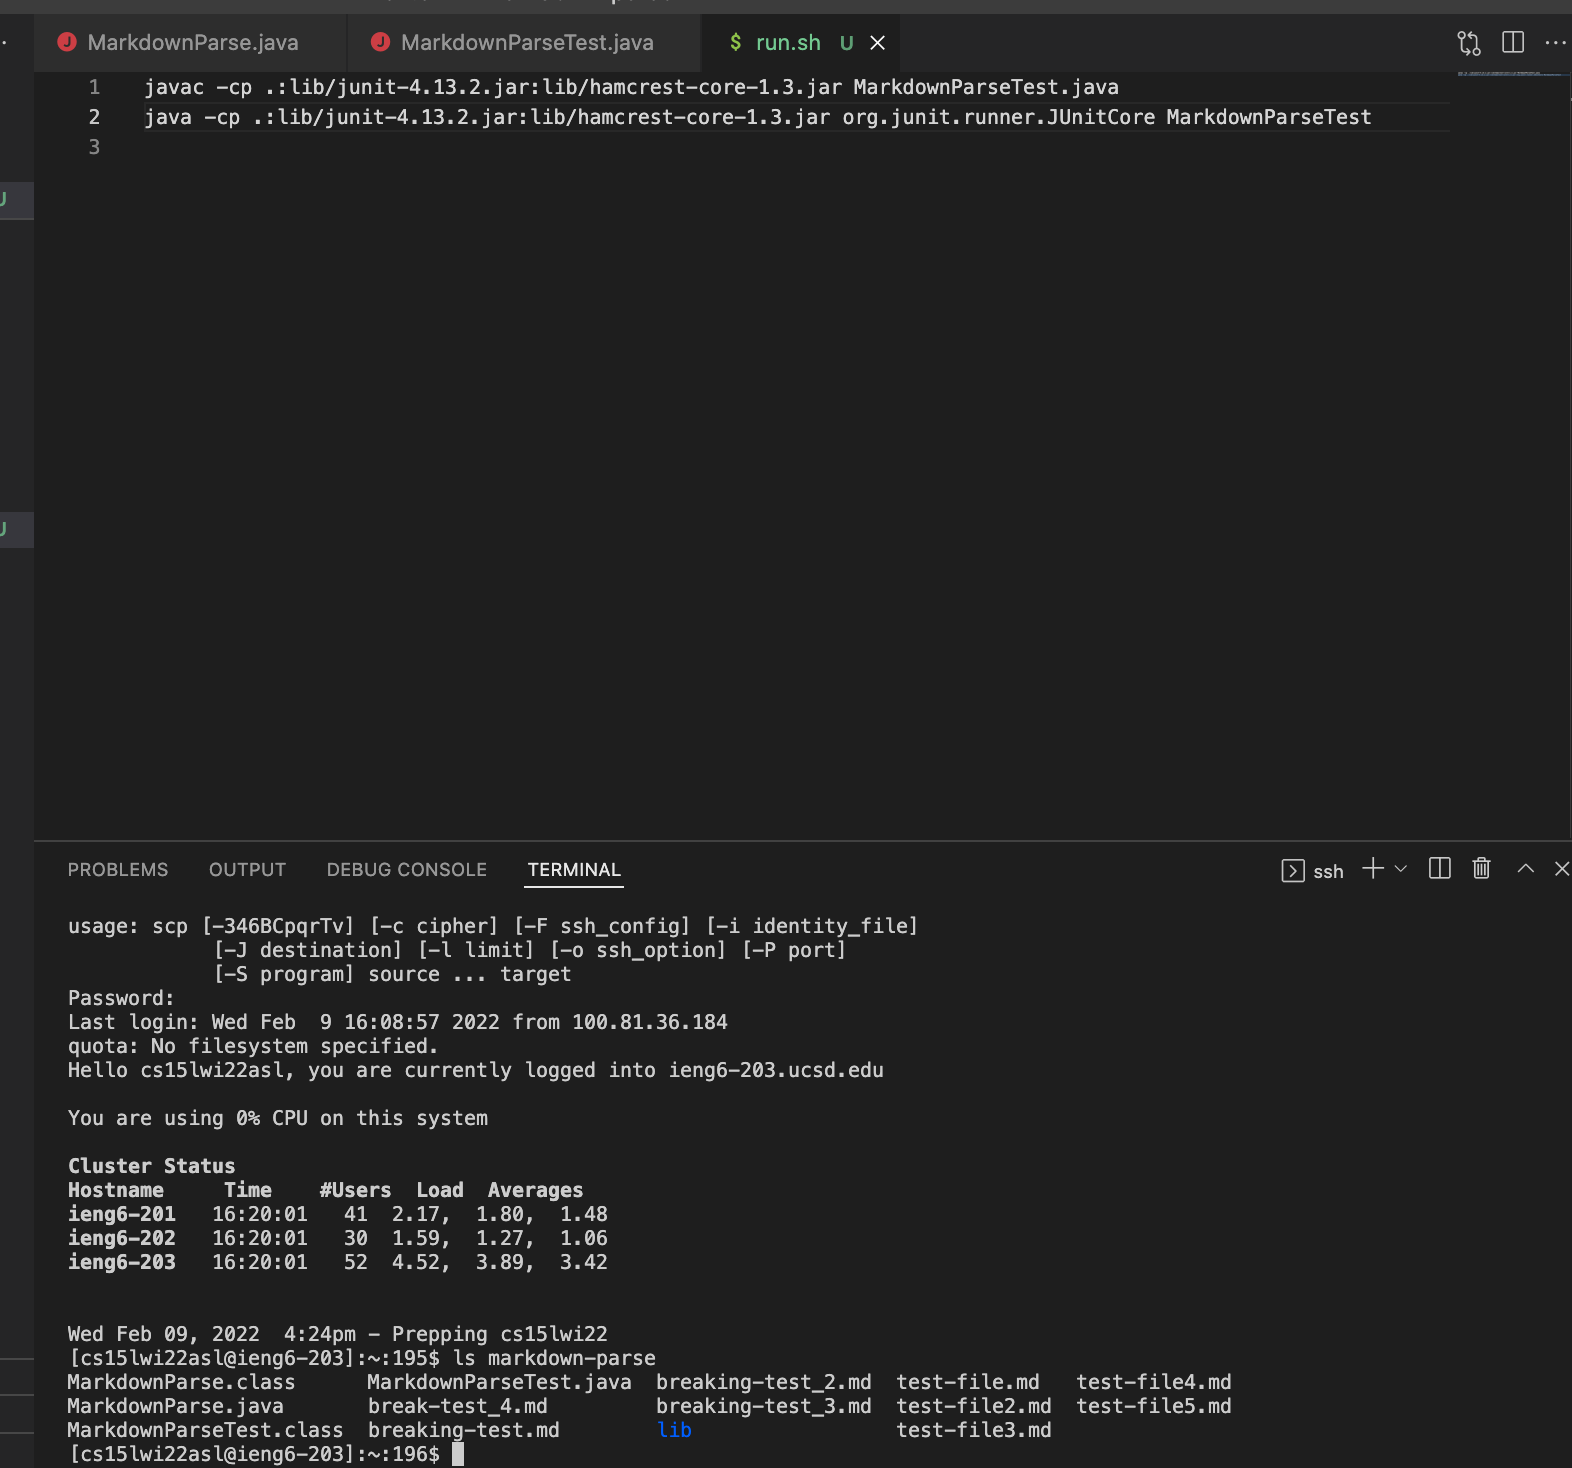 MarkdownParse.java
MarkdownParseTest.java
$ run.sh U
1 javac -cp .:lib/junit-4.13.2.jar:lib/hamcrest-core-1.3.jar MarkdownParseTest.java
2 java -cp .:lib/junit-4.13.2.jar:lib/hamcrest-core-1.3.jar org.junit.runner.JUnitCore MarkdownParseTest
3
U
U
PROBLEMS OUTPUT DEBUG CONSOLE TERMINAL
ssh
usage: scp [-346BCpqrTv] [-c cipher] [-F ssh_config] [-i identity_file]
[-J destination] [-l limit] [-o ssh_option] [-P port]
[-S program] source ... target
Password:
Last login: Wed Feb  9 16:08:57 2022 from 100.81.36.184
quota: No filesystem specified.
Hello cs15lwi22asl, you are currently logged into ieng6-203.ucsd.edu
You are using 0% CPU on this system
Cluster Status
Hostname     Time    #Users  Load  Averages
ieng6-201   16:20:01   41  2.17,  1.80,  1.48
ieng6-202   16:20:01   30  1.59,  1.27,  1.06
ieng6-203   16:20:01   52  4.52,  3.89,  3.42
Wed Feb 09, 2022  4:24pm - Prepping cs15lwi22
[cs15lwi22asl@ieng6-203]:~:195$ ls markdown-parse
MarkdownParse.class      MarkdownParseTest.java  breaking-test_2.md  test-file.md   test-file4.md
MarkdownParse.java       break-test_4.md         breaking-test_3.md  test-file2.md  test-file5.md
MarkdownParseTest.class  breaking-test.md        lib                 test-file3.md
[cs15lwi22asl@ieng6-203]:~:196$